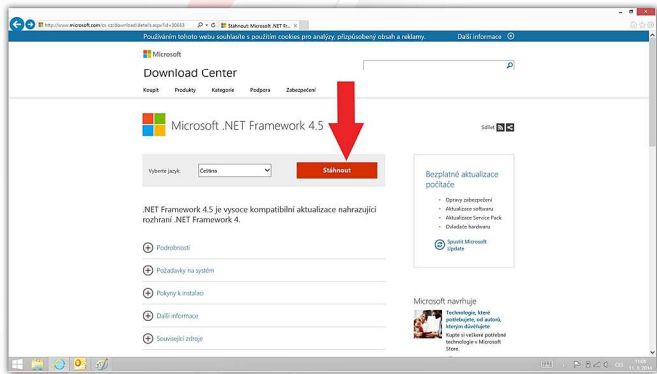 http://www.microsoft.com/cs-cz/download/details.aspx?id=30653
Stáhnout Microsoft .NET Fr...
Používáním tohoto webu souhlasíte s použitím cookies pro analýzy, přizpůsobený obsah a reklamy.
Další informace
Microsoft
Download Center
Koupit Produkty Kategorie Podpora Zabezpečení
Microsoft .NET Framework 4.5
Sdílet
Vyberte jazyk:
Čeština
Stáhnout
.NET Framework 4.5 je vysoce kompatibilní aktualizace nahrazující
rozhraní .NET Framework 4.
Podrobnosti
Požadavky na systém
Pokyny k instalaci
Další informace
Související zdroje
Bezplatné aktualizace
počítače
Opravy zabezpečení
Aktualizace softwaru
Aktualizace Service Pack
Ovladače hardwaru
Spustit Microsoft
Update
Microsoft navrhuje
Technologie, které
potřebujete, od autorů,
kterým důvěřujete
Kupte si veškeré potřebné
technologie v Microsoft
Store.
11. 3. 2014